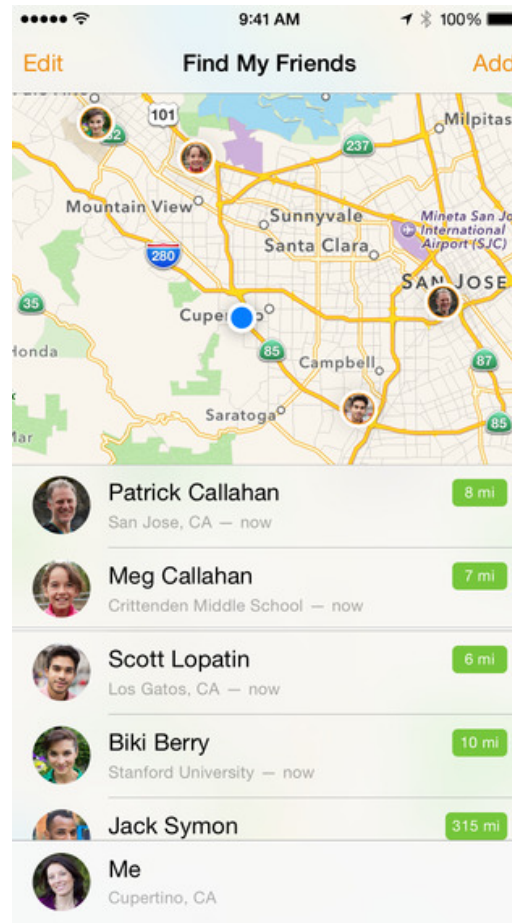 9:41 AM
100%
Edit
Find My Friends
Add
101
Milpitas
237
Mountain View
Sunnyvale
Mineta San Jo
International
Airport (SJC)
Santa Clara
280
SAN JOSE
35
Cuper
Honda
85
Campbell
87
Saratoga
85
Mar
Patrick Callahan
8 mi
San Jose, CA — now
Meg Callahan
7 mi
Crittenden Middle School — now
Scott Lopatin
6 mi
Los Gatos, CA — now
Biki Berry
10 mi
Stanford University — now
Jack Symon
315 mi
Me
Cupertino, CA